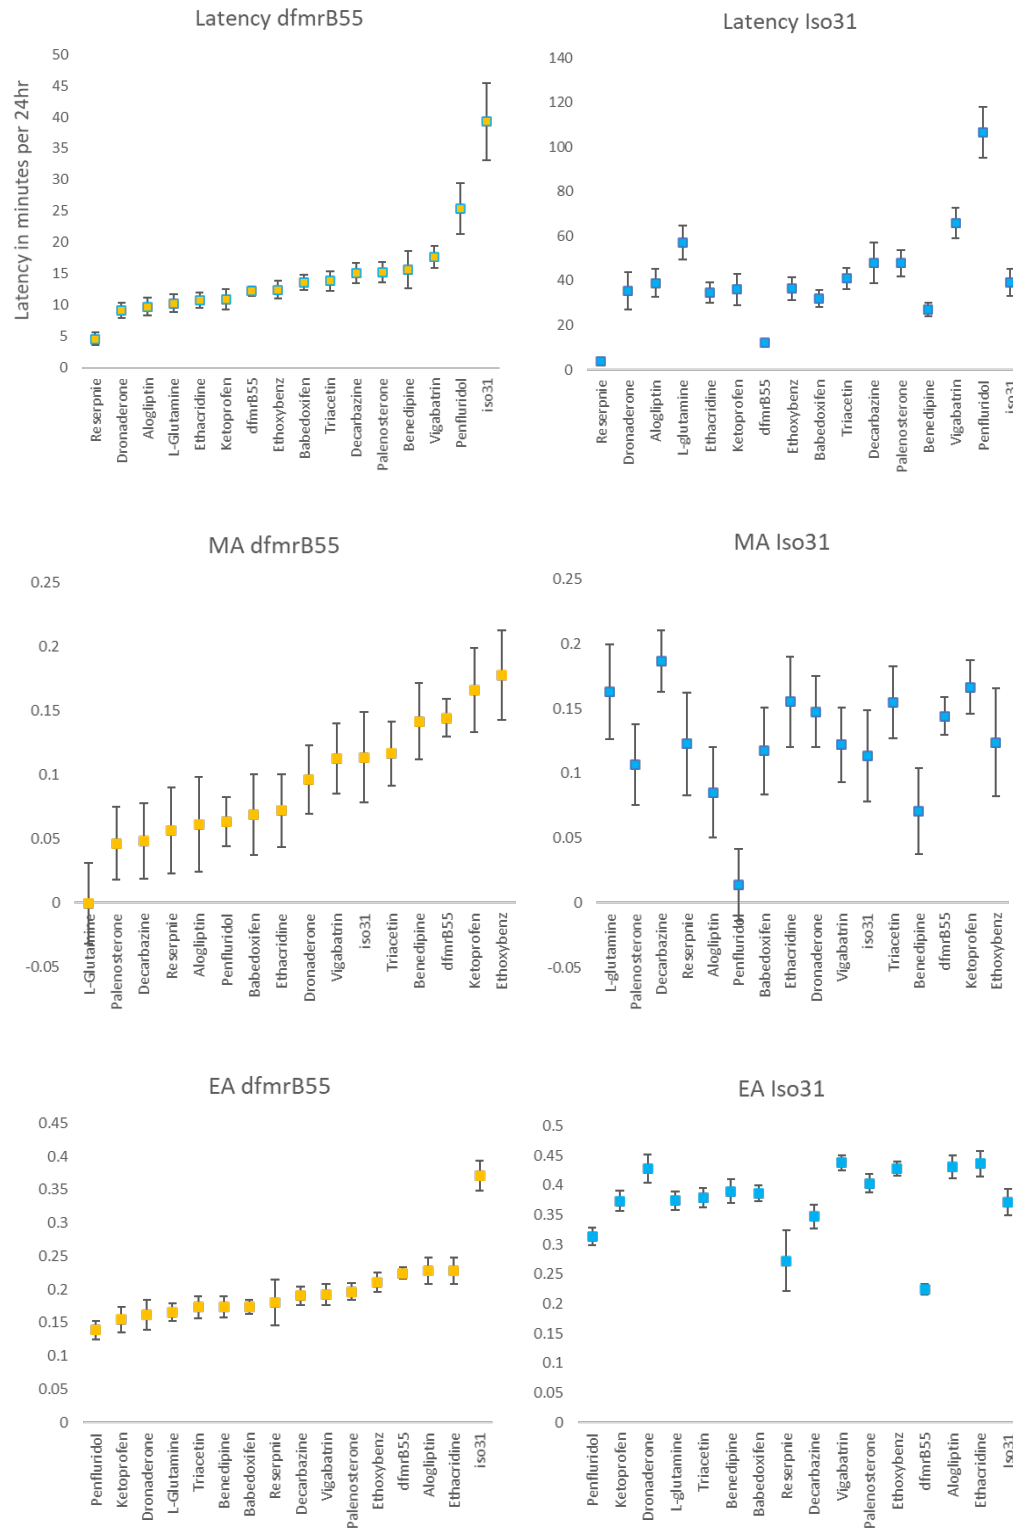 Latency dfmrB55
Latency Iso31
Latency in minutes per 24hr
50
45
40
35
30
25
20
15
10
5
0
Reserpnie
Dronaderone
Alogliptin
L-Glutamine
Ethacridine
Ketoprofen
dfmrB55
Ethoxybenz
Babedoxifen
Triacetin
Decarbazine
Palenosterone
Benedipine
Vigabatrin
Penfluridol
iso31
140
120
100
80
60
40
20
0
Reserpnie
Dronaderone
Alogliptin
L-glutamine
Ethacridine
Ketoprofen
dfmrB55
Ethoxybenz
Babedoxifen
Triacetin
Decarbazine
Palenosterone
Benedipine
Vigabatrin
Penfluridol
iso31
MA dfmrB55
MA Iso31
0.25
0.2
0.15
0.1
0.05
0
-0.05
L-Glutamine
Palenosterone
Decarbazine
Reserpnie
Alogliptin
Penfluridol
Babedoxifen
Ethacridine
Dronaderone
Vigabatrin
iso31
Triacetin
Benedipine
dfmrB55
Ketoprofen
Ethoxybenz
0.25
0.2
0.15
0.1
0.05
0
-0.05
L-glutamine
Palenosterone
Decarbazine
Reserpnie
Alogliptin
Penfluridol
Babedoxifen
Ethacridine
Dronaderone
Vigabatrin
iso31
Triacetin
Benedipine
dfmrB55
Ketoprofen
Ethoxybenz
EA dfmrB55
EA Iso31
0.45
0.4
0.35
0.3
0.25
0.2
0.15
0.1
0.05
0
Penfluridol
Ketoprofen
Dronaderone
L-Glutamine
Triacetin
Benedipine
Babedoxifen
Reserpnie
Decarbazine
Vigabatrin
Palenosterone
Ethoxybenz
dfmrB55
Alogliptin
Ethacridine
iso31
0.5
0.45
0.4
0.35
0.3
0.25
0.2
0.15
0.1
0.05
0
Penfluridol
Ketoprofen
Dronaderone
L-glutamine
Triacetin
Benedipine
Babedoxifen
Reserpnie
Decarbazine
Vigabatrin
Palenosterone
Ethoxybenz
dfmrB55
Alogliptin
Ethacridine
Iso31